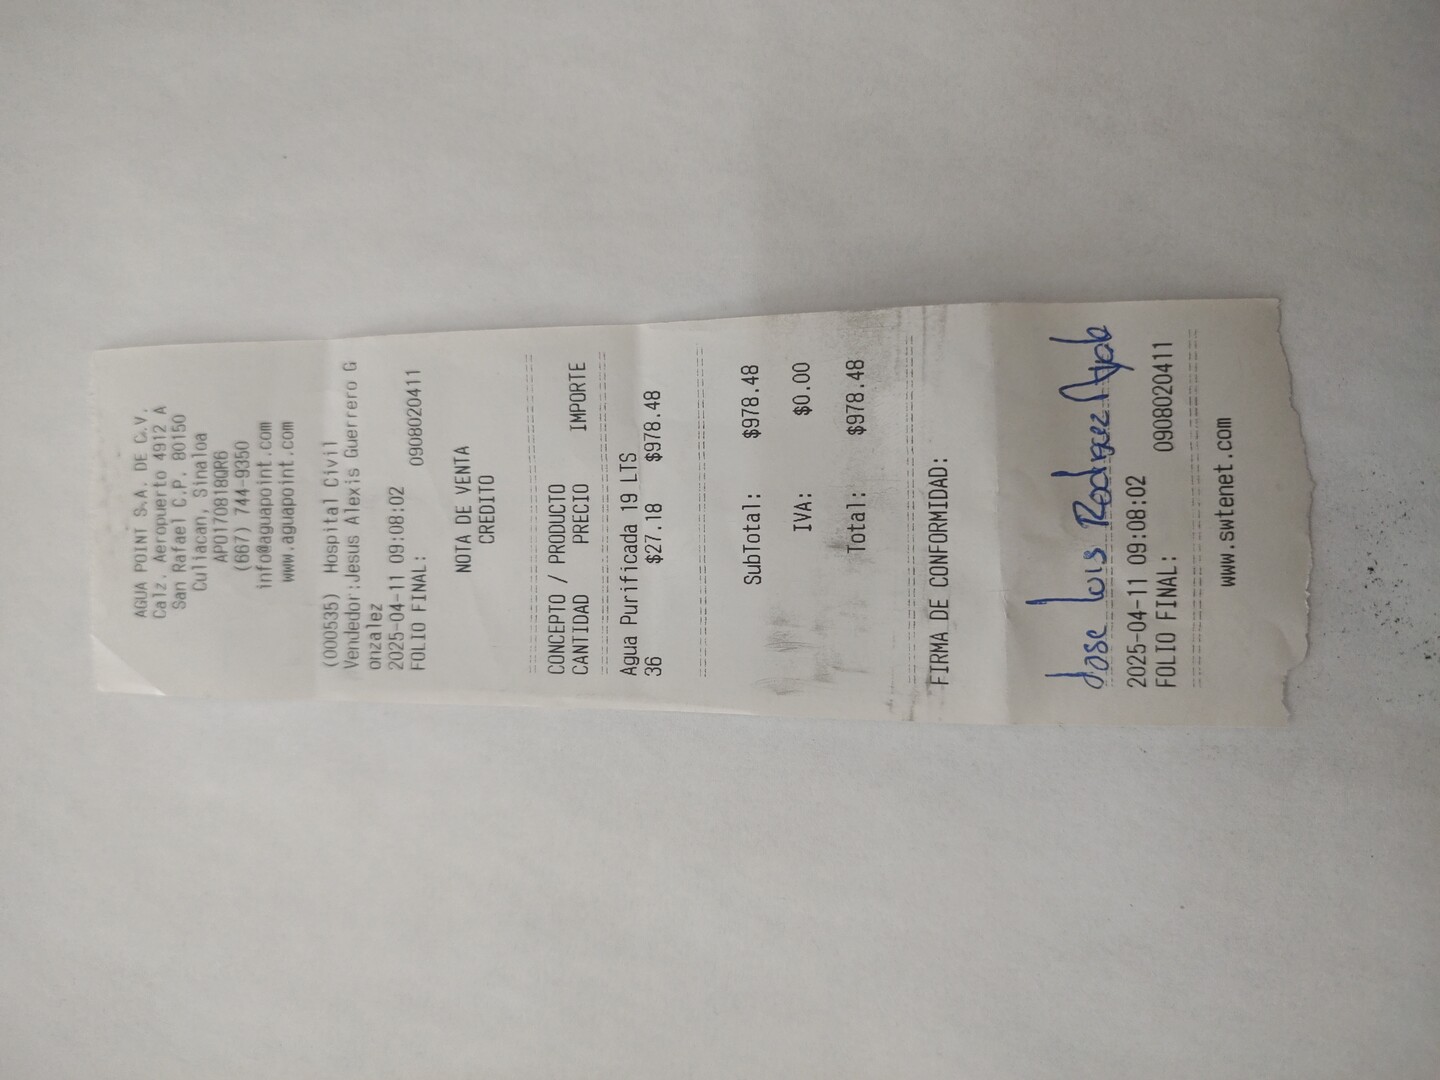 AGUA POINT S.A. DE C.V.
Calz. Aeropuerto 4912 A
San Rafael C.P. 80150
Culiacan, Sinaloa
APO170818QR6
(667) 744-9350
info@aguapoint.com
www.aguapoint.com
(000535) Hospital Civil
Vendedor:Jesus Alexis Guerrero G
onzalez
2025-04-11 09:08:02
FOLIO FINAL: 0908020411
NOTA DE VENTA
CREDITO
CONCEPTO / PRODUCTO
CANTIDAD PRECIO IMPORTE
Agua Purificada 19 LTS
36 $27.18 $978.48
SubTotal: $978.48
IVA: $0.00
Total: $978.48
FIRMA DE CONFORMIDAD:
Jose Luis
2025-04-11 09:08:02
FOLIO FINAL: 0908020411
www.swtenet.com